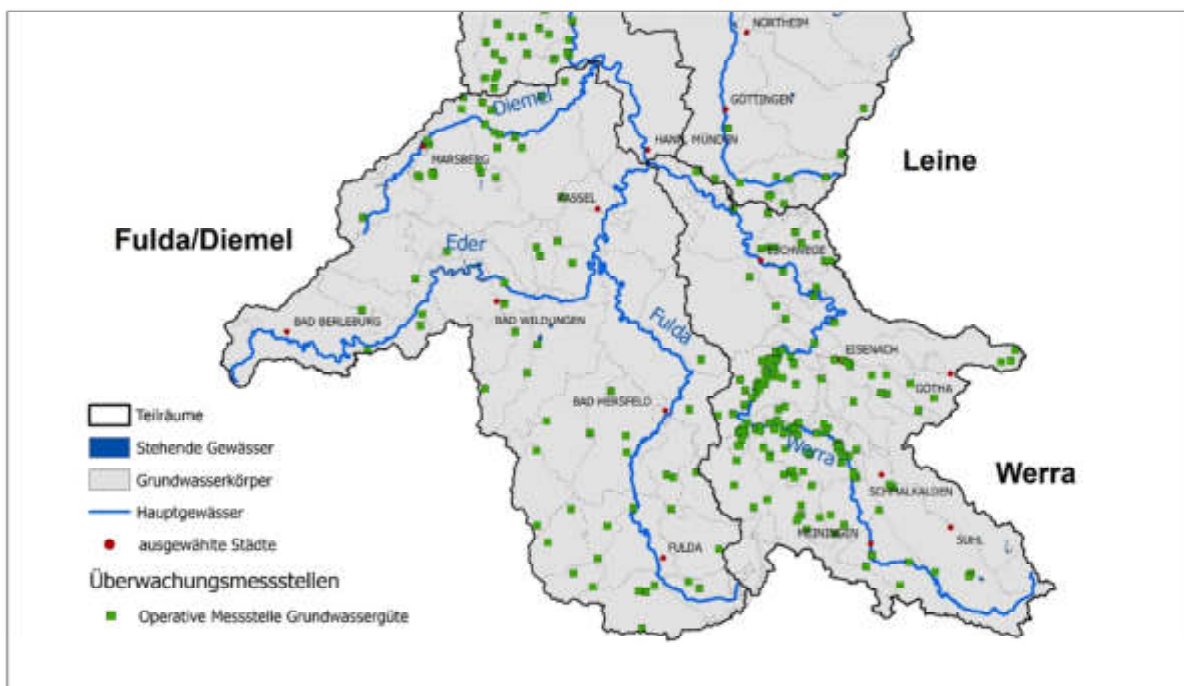 NORTHEIM
Diemel
GÖTTINGEN
HANN. MÜNDEN
MARSBERG
Leine
KASSEL
Fulda/Diemel
Eder
ESCHWEGE
BAD BERLEBURG
BAD WILDUNGEN
Fulda
EISENACH
GOTHA
BAD HERSFELD
Teilräume
Stehende Gewässer
Werra
Werra
Grundwasserkörper
SCHMALKALDEN
Hauptgewässer
ausgewählte Städte
MEININGEN
SUHL
FULDA
Überwachungsmessstellen
Operative Messstelle Grundwassergüte